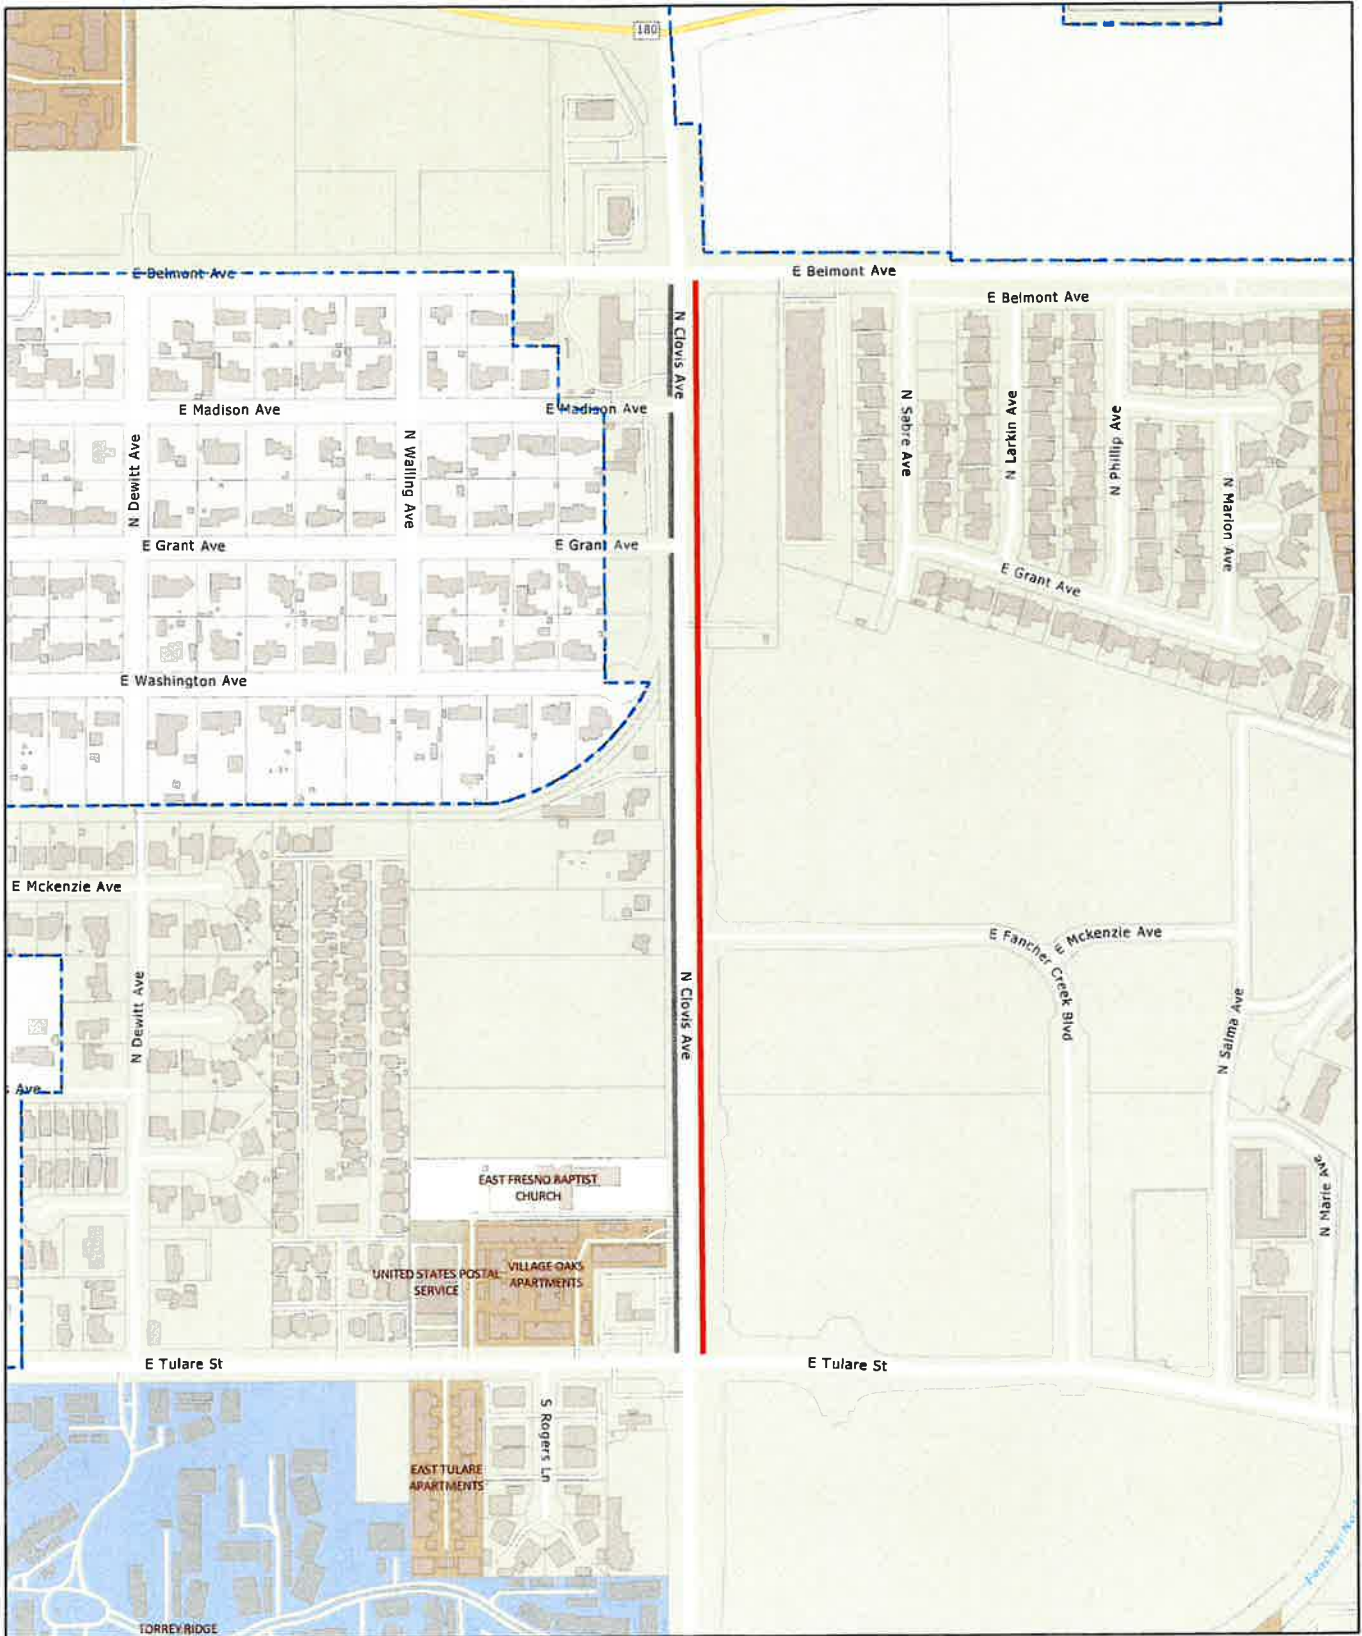 180
E Belmont Ave
E Belmont Ave
E Belmont Ave
N Clovis Ave
E Madison Ave
E Madison Ave
N Dewitt Ave
N Walling Ave
N Sabre Ave
N Larkin Ave
N Phillip Ave
N Marion Ave
E Grant Ave
E Grant Ave
E Grant Ave
E Washington Ave
E Mckenzie Ave
E Fancher Creek Blvd
E Mckenzie Ave
N Dewitt Ave
N Clovis Ave
N Salma Ave
s Ave
EAST FRESNO BAPTIST
CHURCH
N Marie Ave
UNITED STATES POSTAL
SERVICE
VILLAGE OAKS
APARTMENTS
E Tulare St
E Tulare St
S Rogers Ln
EAST TULARE
APARTMENTS
TORREY RIDGE